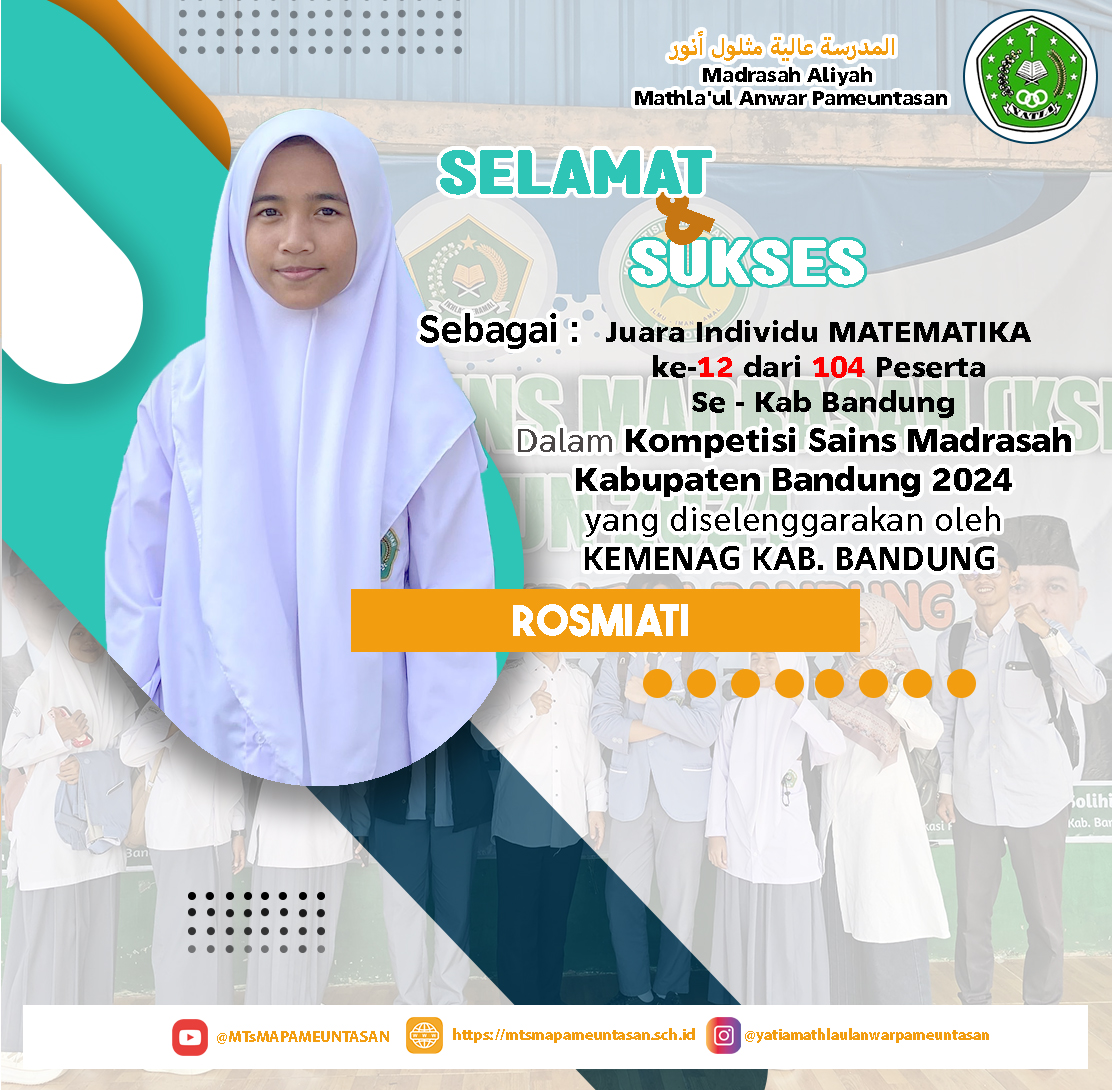 المدرسة عالية مثلول أنور
Madrasah Aliyah
Mathla'ul Anwar Pameuntasan
SELAMAT
&
SUKSES
Sebagai : Juara Individu MATEMATIKA
ke-12 dari 104 Peserta
Se - Kab Bandung
Dalam Kompetisi Sains Madrasah
Kabupaten Bandung 2024
yang diselenggarakan oleh
KEMENAG KAB. BANDUNG
ROSMIATI
@MTsMAPAMEUNTASAN
https://mtsmapameuntasan.sch.id
@yatiamathlaulanwarpameuntasan